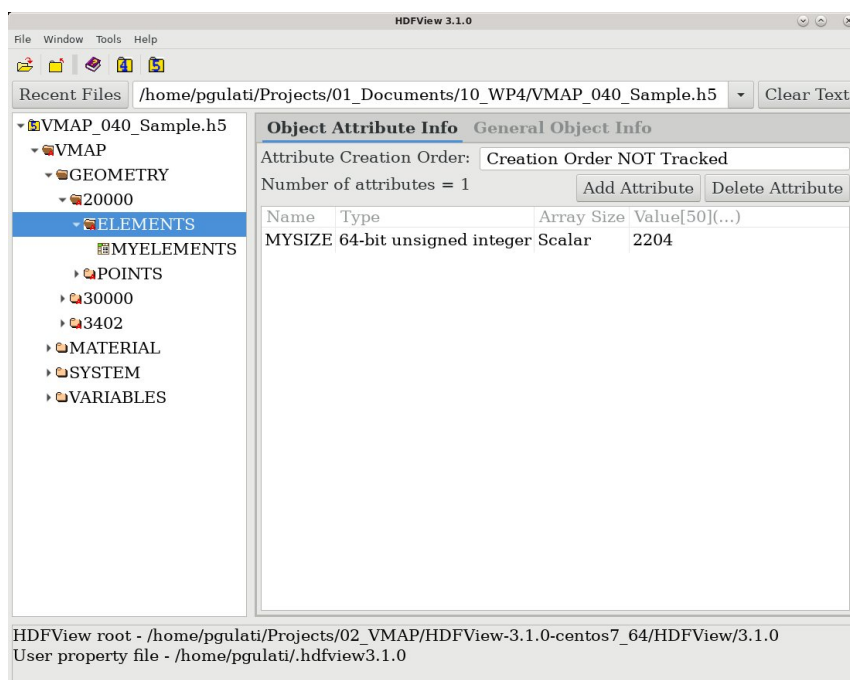 HDFView 3.1.0
File Window Tools Help
4 5
Recent Files /home/pgulati/Projects/01_Documents/10_WP4/VMAP_040_Sample.h5 Clear Text
5 VMAP_040_Sample.h5
VMAP
GEOMETRY
20000
ELEMENTS
MYELEMENTS
POINTS
30000
3402
MATERIAL
SYSTEM
VARIABLES
Object Attribute Info General Object Info
Attribute Creation Order: Creation Order NOT Tracked
Number of attributes = 1 Add Attribute Delete Attribute
Name Type Array Size Value[50](...)
MYSIZE 64-bit unsigned integer Scalar 2204
HDFView root - /home/pgulati/Projects/02_VMAP/HDFView-3.1.0-centos7_64/HDFView/3.1.0
User property file - /home/pgulati/.hdfview3.1.0